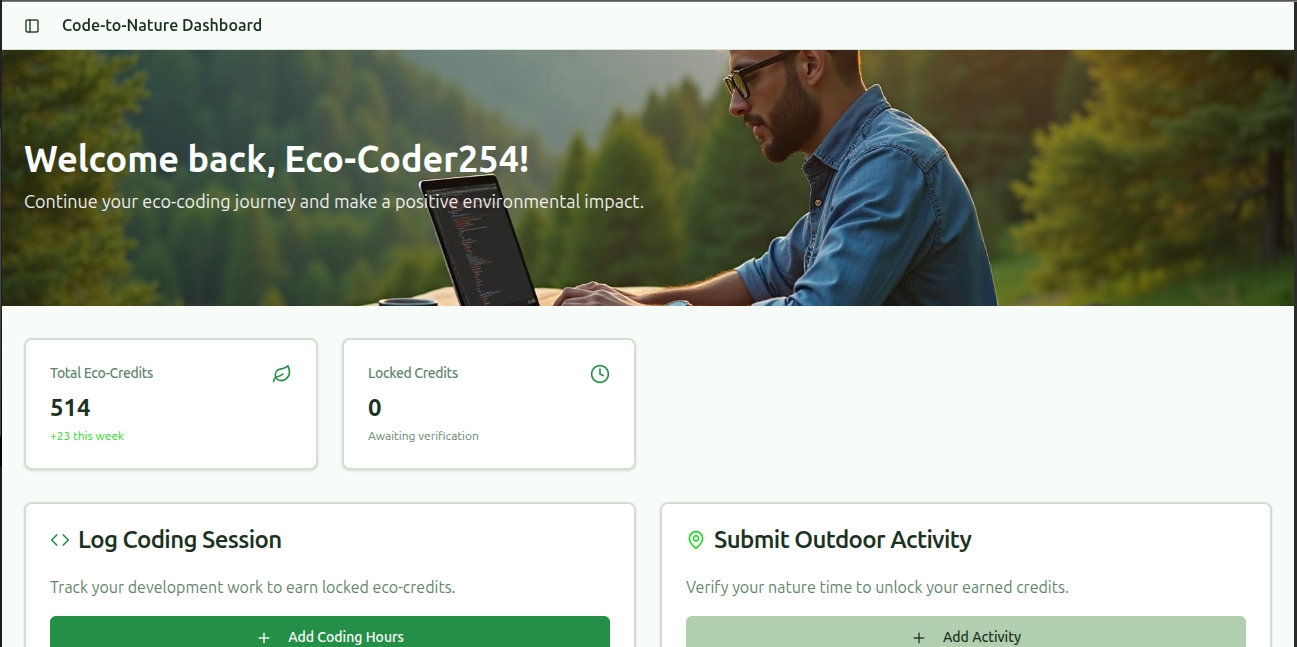 Code-to-Nature Dashboard
Welcome back, Eco-Coder254!
Continue your eco-coding journey and make a positive environmental impact.
Total Eco-Credits
514
+23 this week
Locked Credits
0
Awaiting verification
Log Coding Session
Track your development work to earn locked eco-credits.
Add Coding Hours
Submit Outdoor Activity
Verify your nature time to unlock your earned credits.
Add Activity